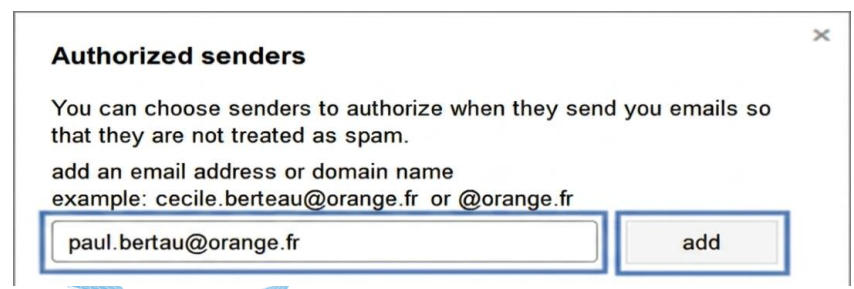 Authorized senders
You can choose senders to authorize when they send you emails so
that they are not treated as spam.
add an email address or domain name
example: cecile.berteau@orange.fr or @orange.fr
paul.bertau@orange.fr add